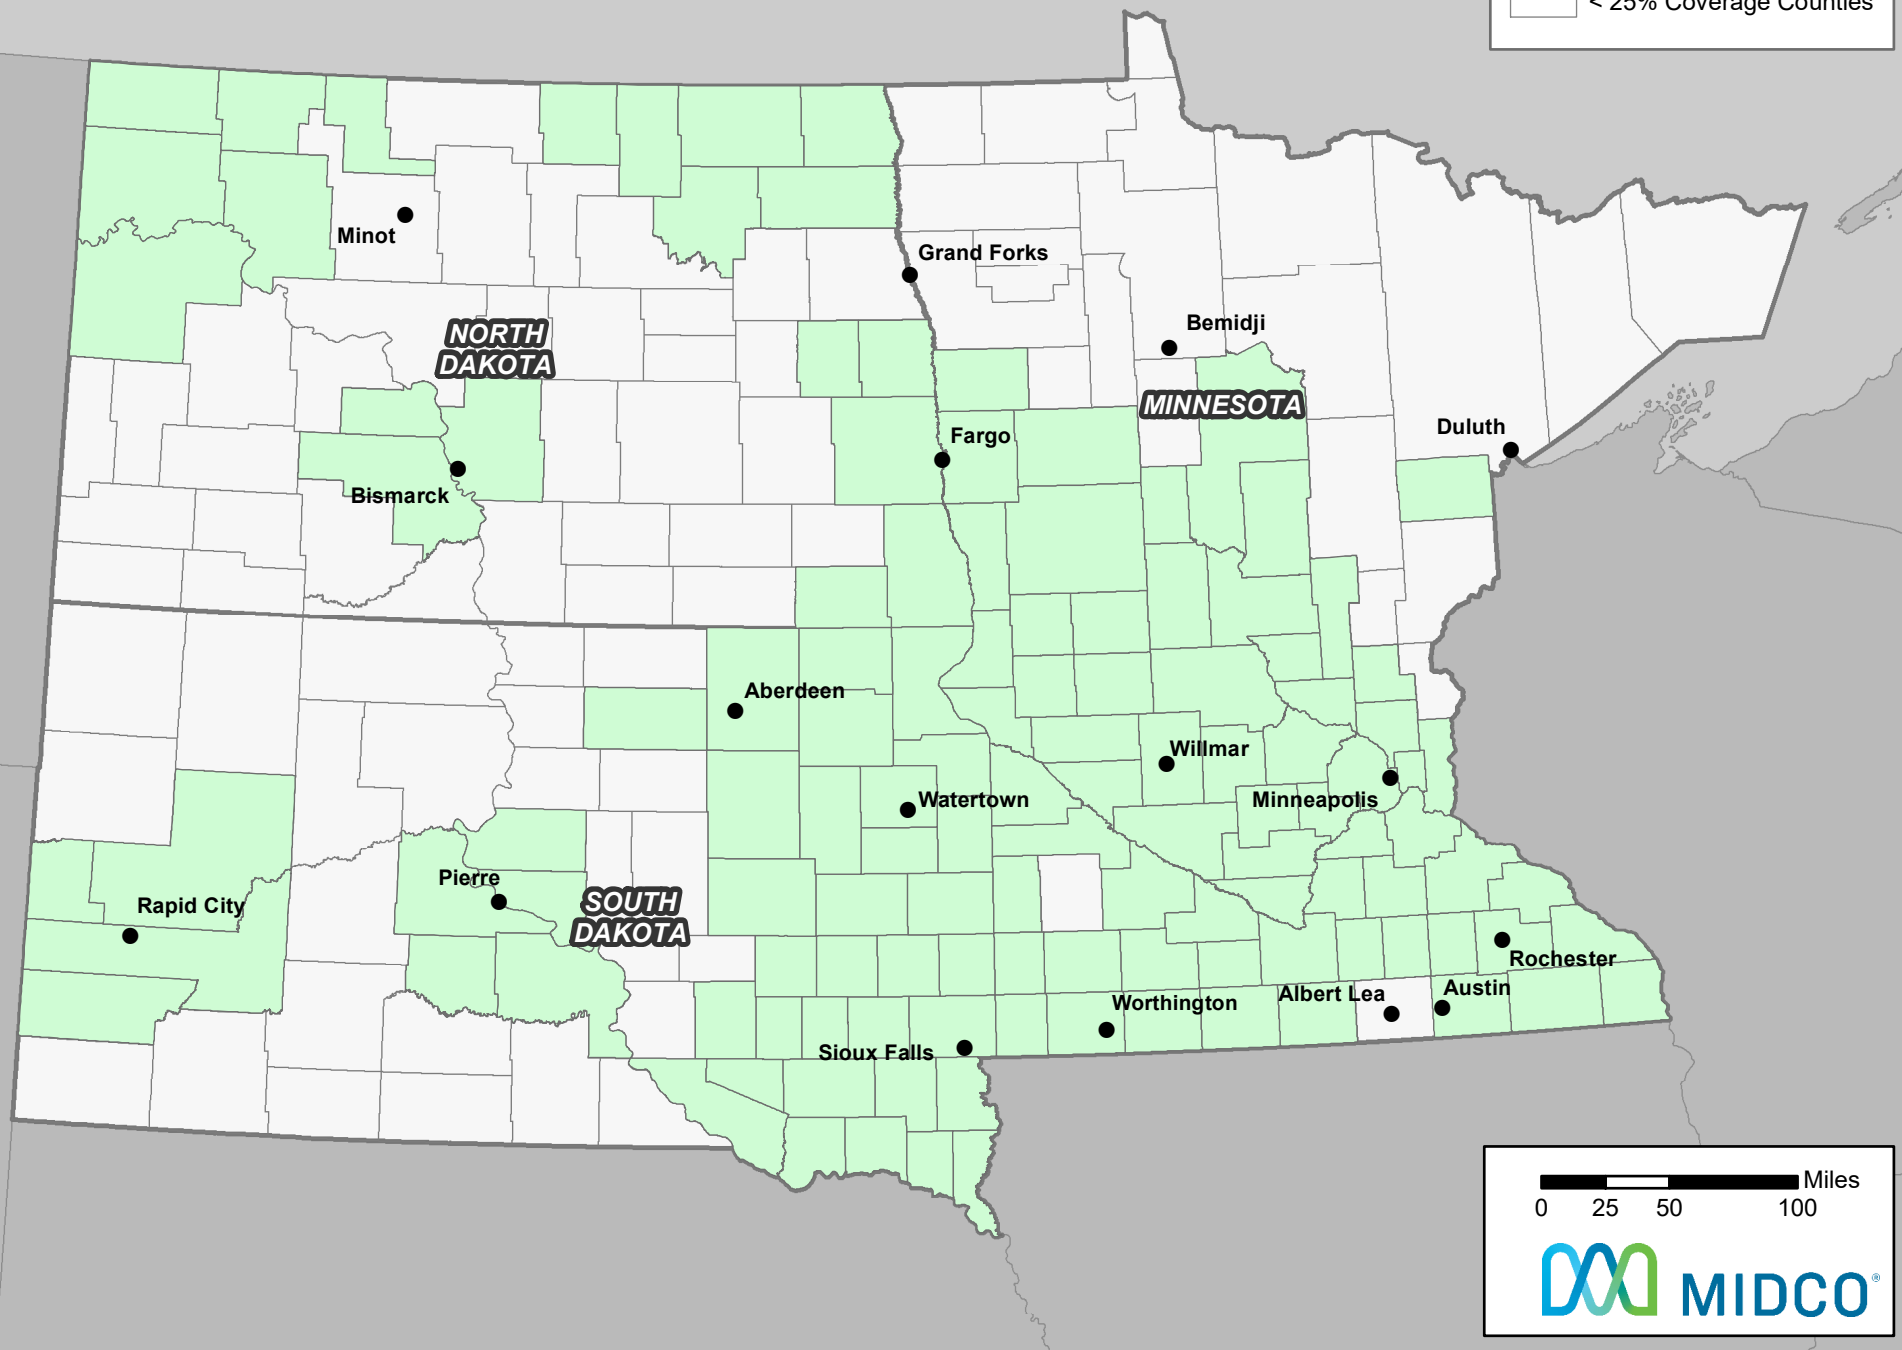 < 25% Coverage Counties
Minot
Grand Forks
Bemidji
NORTH
DAKOTA
MINNESOTA
Duluth
Fargo
Bismarck
Aberdeen
Willmar
Watertown
Minneapolis
Pierre
SOUTH
DAKOTA
Rapid City
Rochester
Albert Lea
Austin
Worthington
Sioux Falls
Miles
0 25 50 100
MIDCO®